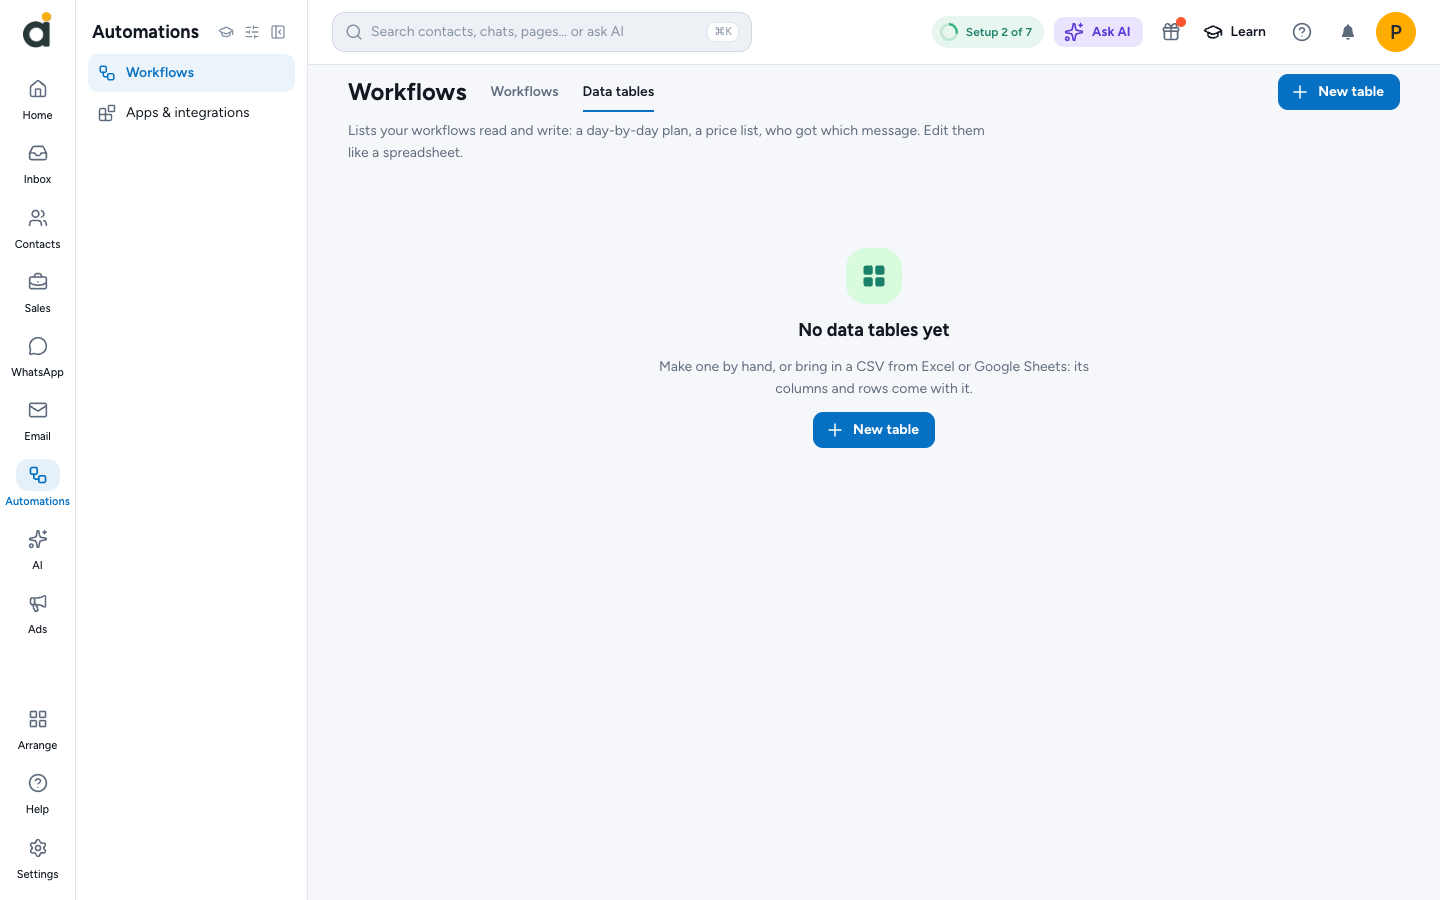 Automations
Search contacts, chats, pages... or ask AI
⌘K
Setup 2 of 7
Ask AI
Learn
P
Home
Inbox
Contacts
Sales
WhatsApp
Email
Automations
AI
Ads
Arrange
Help
Settings
Workflows
Apps & integrations
Workflows
Workflows
Data tables
New table
Lists your workflows read and write: a day-by-day plan, a price list, who got which message. Edit them
like a spreadsheet.
No data tables yet
Make one by hand, or bring in a CSV from Excel or Google Sheets: its
columns and rows come with it.
New table